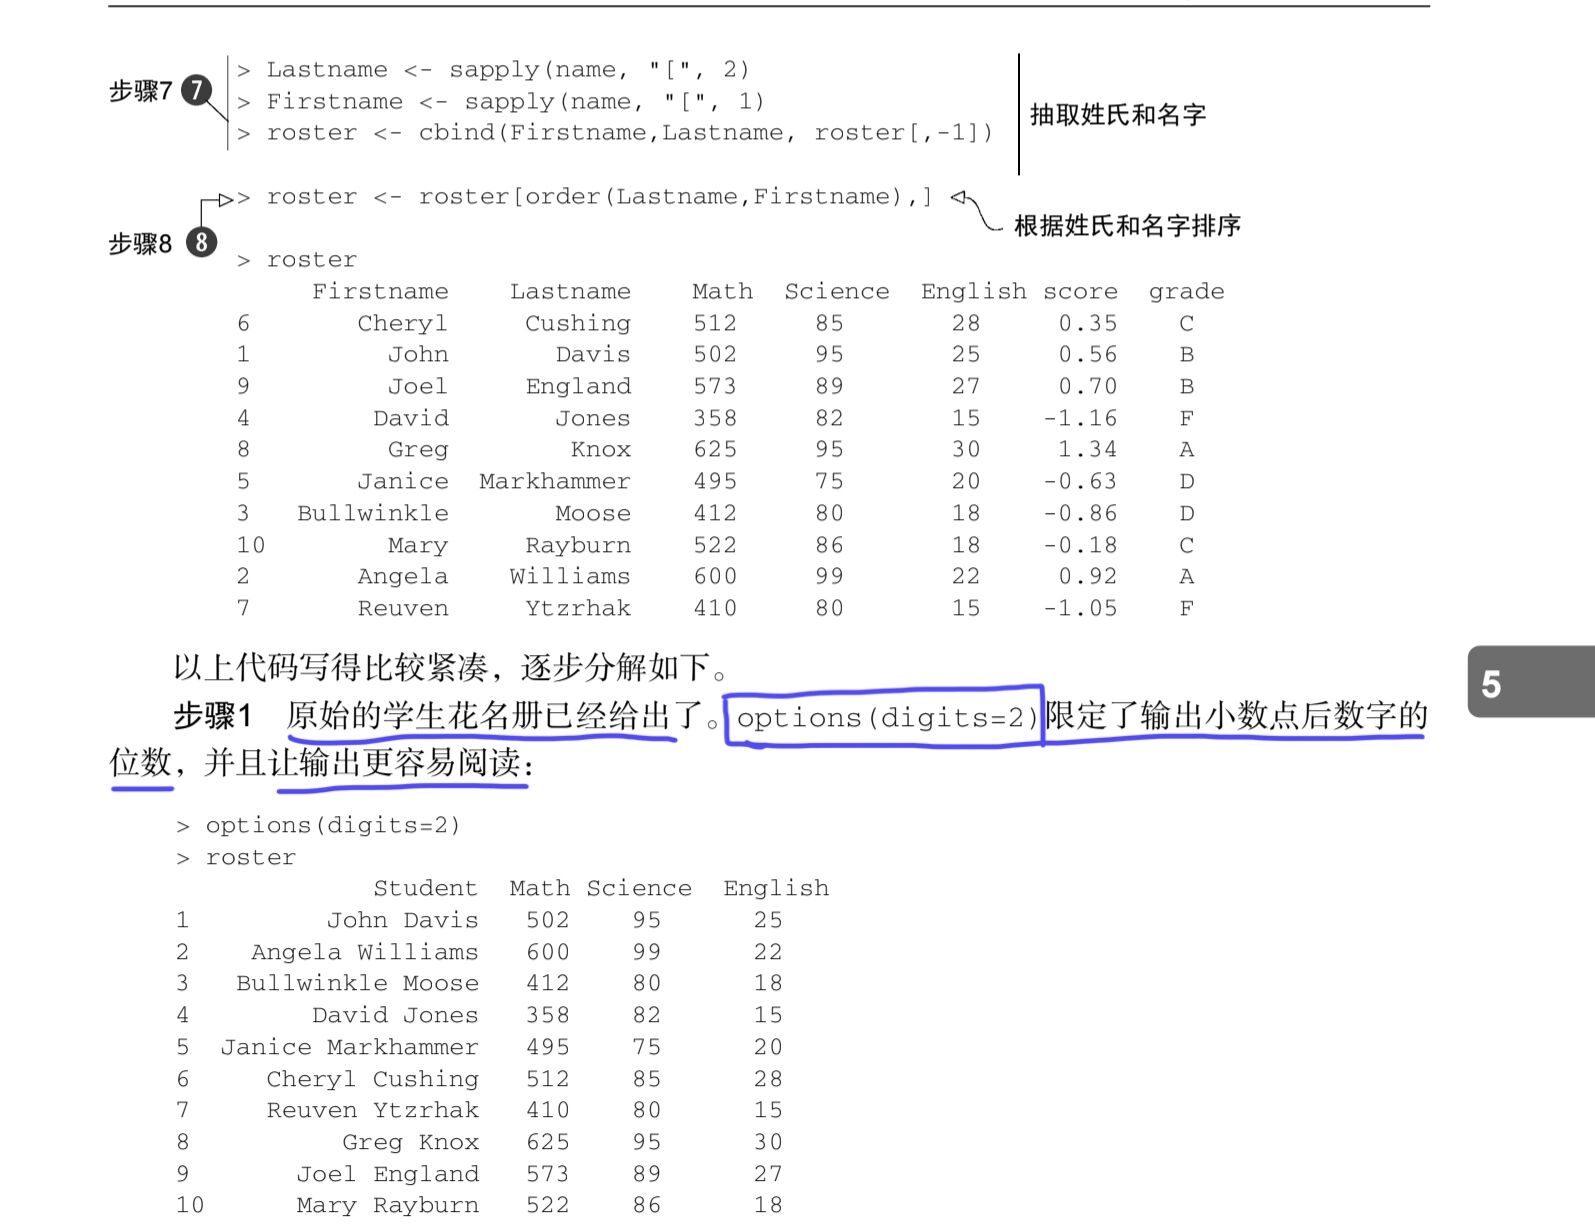 > Lastname <- sapply(name, "[", 2)
步骤7 ❼
> Firstname <- sapply(name, "[", 1)
抽取姓氏和名字
> roster <- cbind(Firstname,Lastname, roster[,-1])
> roster <- roster[order(Lastname,Firstname),]
根据姓氏和名字排序
步骤8 ❽
> roster
Firstname Lastname Math Science English score grade
6 Cheryl Cushing 512 85 28 0.35 C
1 John Davis 502 95 25 0.56 B
9 Joel England 573 89 27 0.70 B
4 David Jones 358 82 15 -1.16 F
8 Greg Knox 625 95 30 1.34 A
5 Janice Markhammer 495 75 20 -0.63 D
3 Bullwinkle Moose 412 80 18 -0.86 D
10 Mary Rayburn 522 86 18 -0.18 C
2 Angela Williams 600 99 22 0.92 A
7 Reuven Ytzrhak 410 80 15 -1.05 F
以上代码写得比较紧凑，逐步分解如下。
5
步骤1 原始的学生花名册已经给出了。options(digits=2)限定了输出小数点后数字的
位数，并且让输出更容易阅读：
> options(digits=2)
> roster
Student Math Science English
1 John Davis 502 95 25
2 Angela Williams 600 99 22
3 Bullwinkle Moose 412 80 18
4 David Jones 358 82 15
5 Janice Markhammer 495 75 20
6 Cheryl Cushing 512 85 28
7 Reuven Ytzrhak 410 80 15
8 Greg Knox 625 95 30
9 Joel England 573 89 27
10 Mary Rayburn 522 86 18